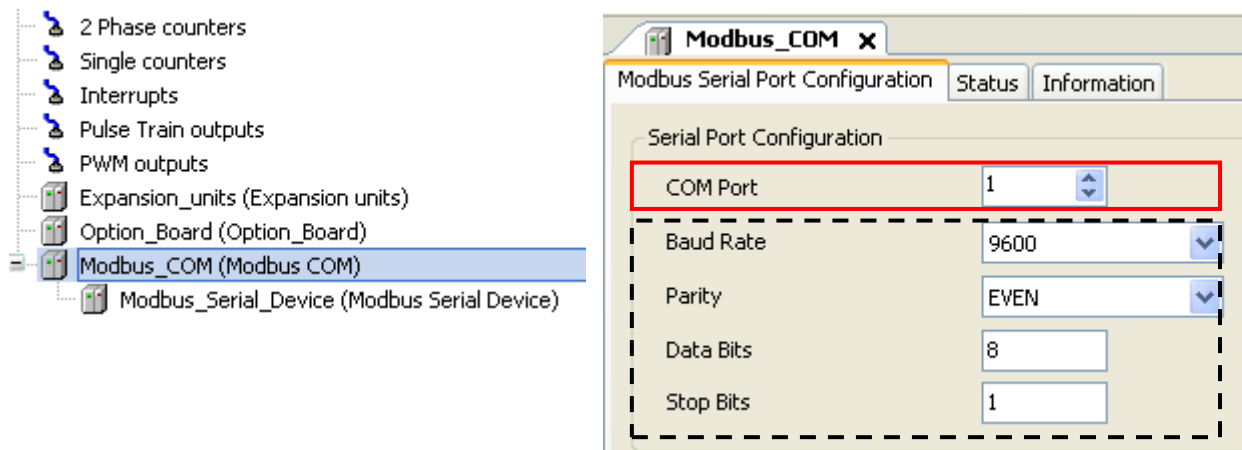 2 Phase counters
Single counters
Interrupts
Pulse Train outputs
PWM outputs
Expansion_units (Expansion units)
Option_Board (Option_Board)
Modbus_COM (Modbus COM)
Modbus_Serial_Device (Modbus Serial Device)
Modbus_COM x
Modbus Serial Port Configuration Status Information
Serial Port Configuration
COM Port 1
Baud Rate 9600
Parity EVEN
Data Bits 8
Stop Bits 1